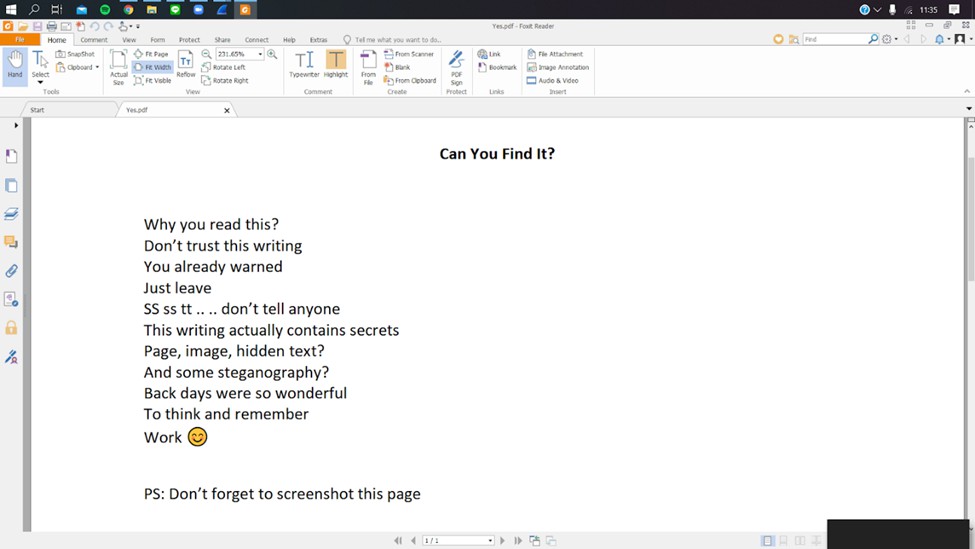 11:35
Yes.pdf - Foxit Reader
File
Home
Comment
View
Form
Protect
Share
Connect
Help
Extras
Tell me what you want to do..
Find
Hand
Select
SnapShot
Clipboard
Tools
Actual Size
Fit Page
Fit Width
Fit Visible
Reflow
231.65%
Rotate Left
Rotate Right
View
Typewriter
Highlight
Comment
From File
From Scanner
Blank
From Clipboard
Create
PDF Sign
Protect
Link
Bookmark
Links
File Attachment
Image Annotation
Audio & Video
Insert
Start
Yes.pdf
Can You Find It?
Why you read this?
Don’t trust this writing
You already warned
Just leave
SS ss tt .. .. don’t tell anyone
This writing actually contains secrets
Page, image, hidden text?
And some steganography?
Back days were so wonderful
To think and remember
Work 😊
PS: Don’t forget to screenshot this page
1 / 1